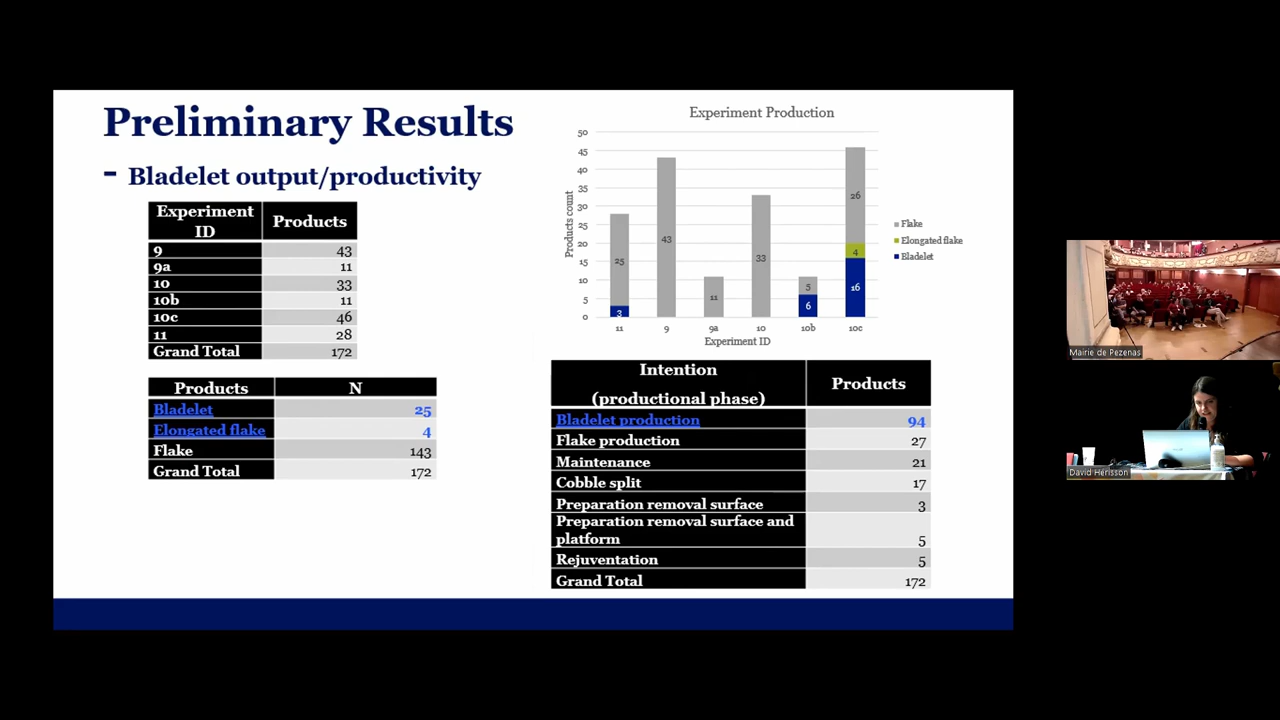 Preliminary Results
- Bladelet output/productivity
Experiment ID Products
9 43
9a 11
10 33
10b 11
10c 46
11 28
Grand Total 172
Products N
Bladelet 25
Elongated flake 4
Flake 143
Grand Total 172
Experiment Production
Products count
50
45
40
35
30
25
20
15
10
5
0
25
3
43
11
33
5
6
26
4
16
11 9 9a 10 10b 10c
Experiment ID
Flake
Elongated flake
Bladelet
Intention
(productional phase) Products
Bladelet production 94
Flake production 27
Maintenance 21
Cobble split 17
Preparation removal surface 3
Preparation removal surface and
platform 5
Rejuventation 5
Grand Total 172
Mairie de Pezenas
David Hérisson